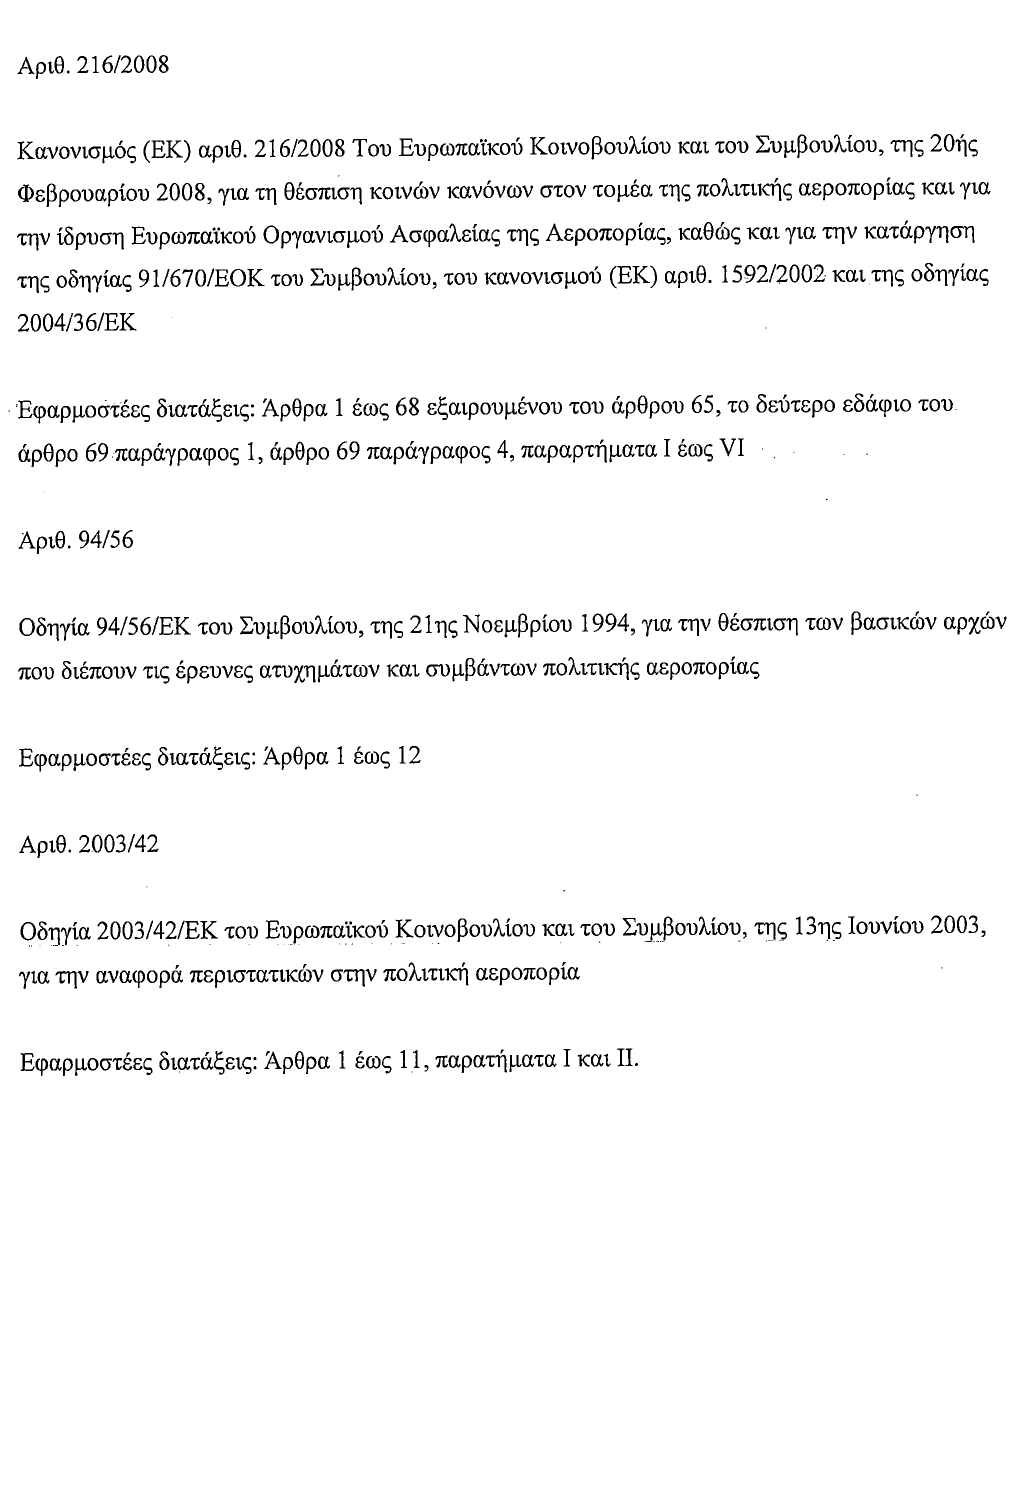 Αριθ. 216/2008
Κανονισμός (ΕΚ) αριθ. 216/2008 Του Ευρωπαϊκού Κοινοβουλίου και του Συμβουλίου, της 20ής
Φεβρουαρίου 2008, για τη θέσπιση κοινών κανόνων στον τομέα της πολιτικής αεροπορίας και για
την ίδρυση Ευρωπαϊκού Οργανισμού Ασφαλείας της Αεροπορίας, καθώς και για την κατάργηση
της οδηγίας 91/670/ΕΟΚ του Συμβουλίου, του κανονισμού (ΕΚ) αριθ. 1592/2002 και της οδηγίας
2004/36/ΕΚ
Εφαρμοστέες διατάξεις: Άρθρα 1 έως 68 εξαιρουμένου του άρθρου 65, το δεύτερο εδάφιο του
άρθρο 69 παράγραφος 1, άρθρο 69 παράγραφος 4, παραρτήματα Ι έως VI
Αριθ. 94/56
Οδηγία 94/56/ΕΚ του Συμβουλίου, της 21ης Νοεμβρίου 1994, για την θέσπιση των βασικών αρχών
που διέπουν τις έρευνες ατυχημάτων και συμβάντων πολιτικής αεροπορίας
Εφαρμοστέες διατάξεις: Άρθρα 1 έως 12
Αριθ. 2003/42
Οδηγία 2003/42/ΕΚ του Ευρωπαϊκού Κοινοβουλίου και του Συμβουλίου, της 13ης Ιουνίου 2003,
για την αναφορά περιστατικών στην πολιτική αεροπορία
Εφαρμοστέες διατάξεις: Άρθρα 1 έως 11, παρατήματα Ι και ΙΙ.